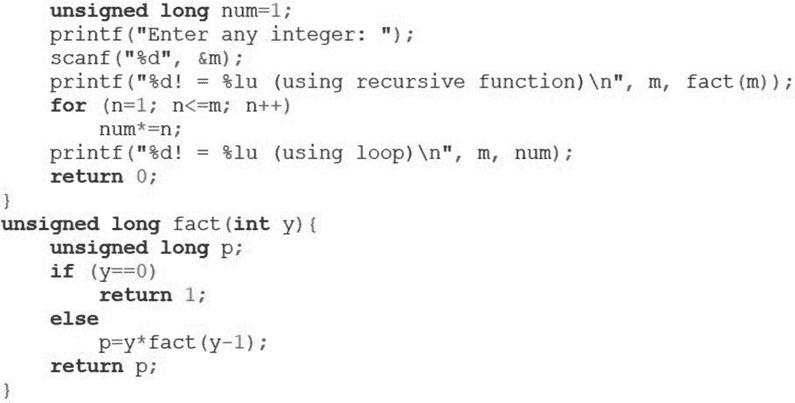 unsigned long num=1;
    printf("Enter any integer: ");
    scanf("%d", &m);
    printf("%d! = %lu (using recursive function)\n", m, fact(m));
    for (n=1; n<=m; n++)
        num*=n;
    printf("%d! = %lu (using loop)\n", m, num);
    return 0;
}
unsigned long fact(int y){
    unsigned long p;
    if (y==0)
        return 1;
    else
        p=y*fact(y-1);
    return p;
}